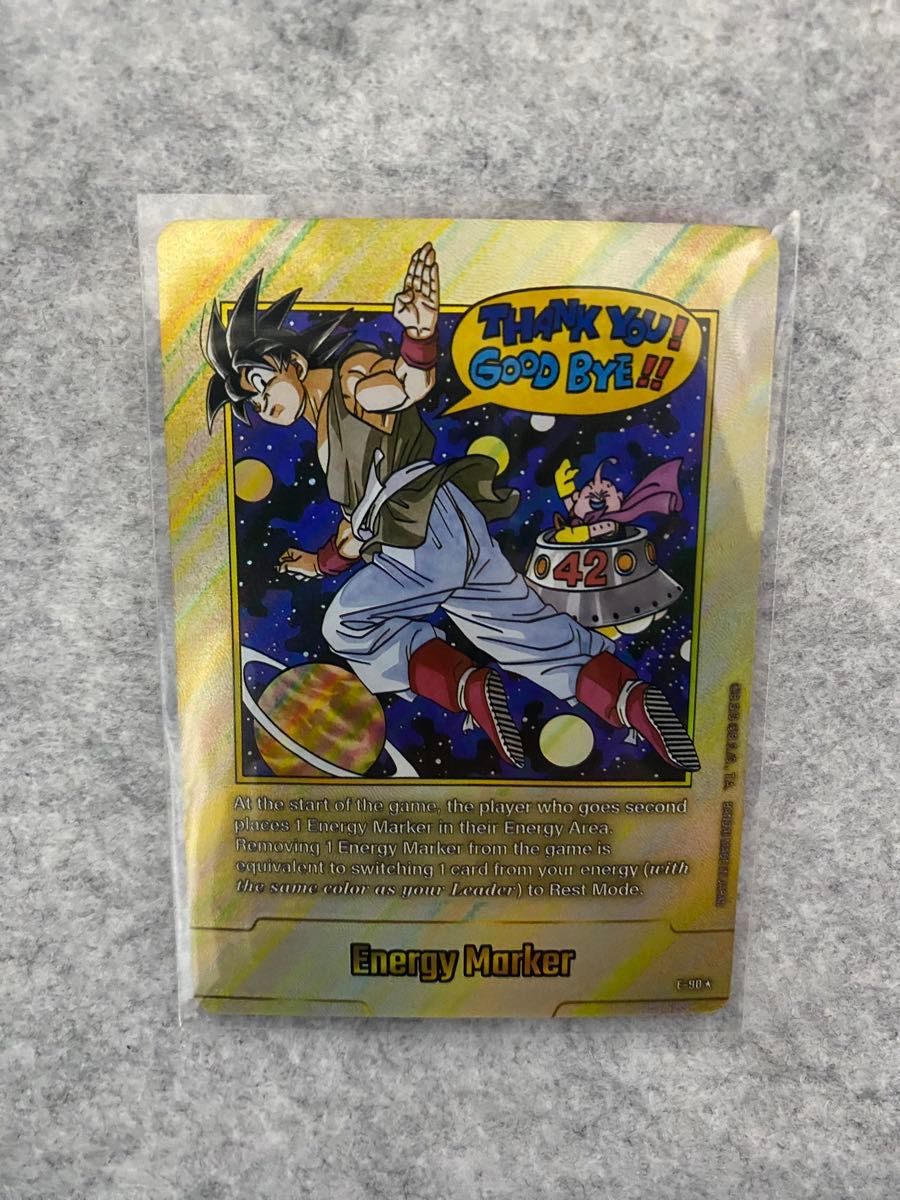 THANK YOU!
GOOD BYE!!
42
At the start of the game, the player who goes second
places 1 Energy Marker in their Energy Area.
Removing 1 Energy Marker from the game is
equivalent to switching 1 card from your energy (with
the same color as your Leader) to Rest Mode.
Energy Marker
E-90★